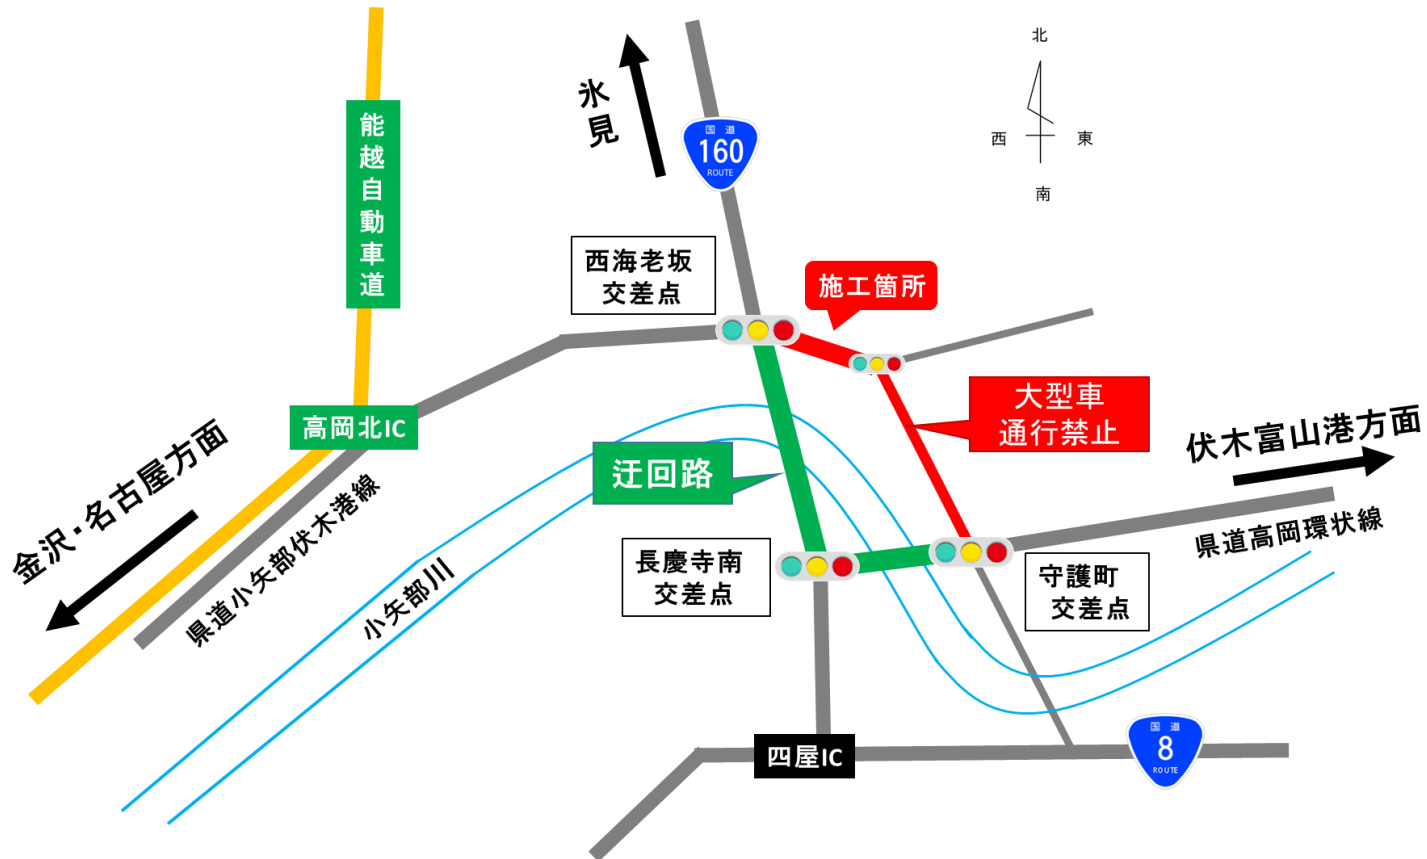 北
西
東
南
氷見
国道
160
ROUTE
能越自動車道
西海老坂
交差点
施工箇所
大型車
通行禁止
高岡北IC
伏木富山港方面
迂回路
金沢・名古屋方面
県道小矢部伏木港線
小矢部川
県道高岡環状線
長慶寺南
交差点
守護町
交差点
四屋IC
国道
8
ROUTE